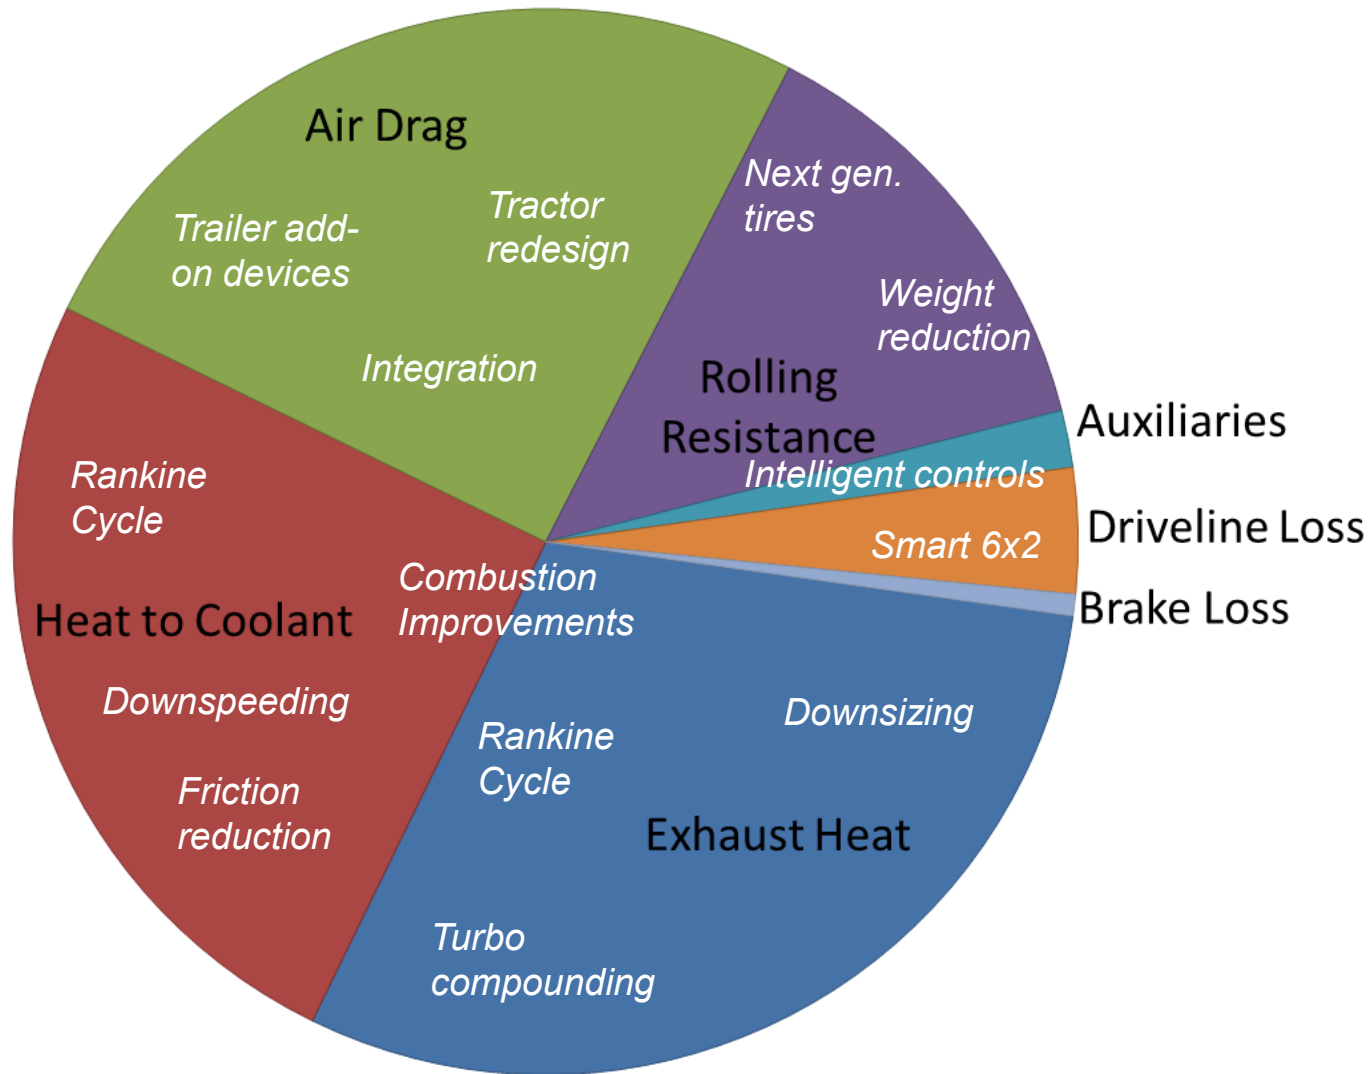 Air Drag
Trailer add-
on devices
Tractor
redesign
Integration
Next gen.
tires
Weight
reduction
Rolling
Resistance
Auxiliaries
Intelligent controls
Driveline Loss
Smart 6x2
Brake Loss
Rankine
Cycle
Combustion
Improvements
Heat to Coolant
Downspeeding
Friction
reduction
Rankine
Cycle
Downsizing
Exhaust Heat
Turbo
compounding